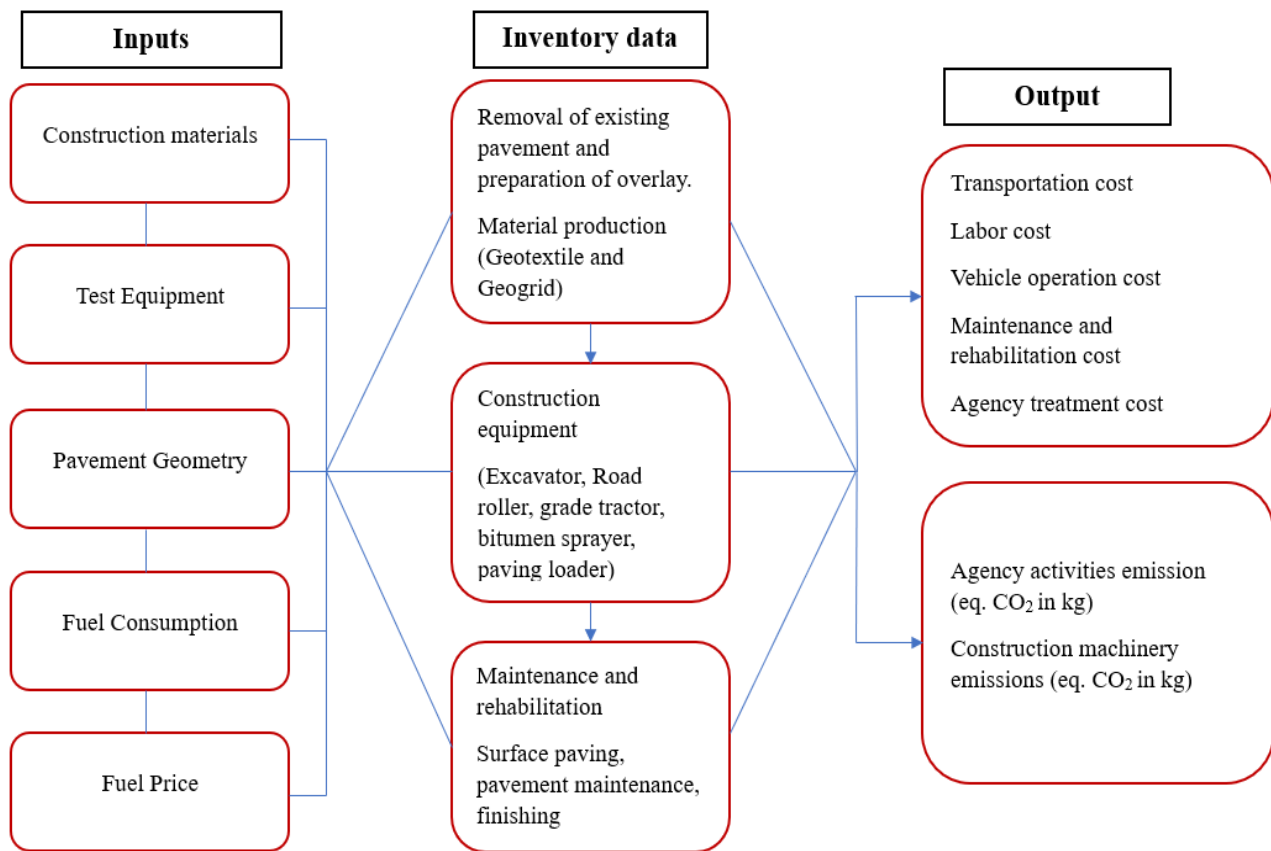 Inputs
Construction materials
Test Equipment
Pavement Geometry
Fuel Consumption
Fuel Price
Inventory data
Removal of existing
pavement and
preparation of overlay.
Material production
(Geotextile and
Geogrid)
Construction
equipment
(Excavator, Road
roller, grade tractor,
bitumen sprayer,
paving loader)
Maintenance and
rehabilitation
Surface paving,
pavement maintenance,
finishing
Output
Transportation cost
Labor cost
Vehicle operation cost
Maintenance and
rehabilitation cost
Agency treatment cost
Agency activities emission
(eq. CO₂ in kg)
Construction machinery
emissions (eq. CO₂ in kg)